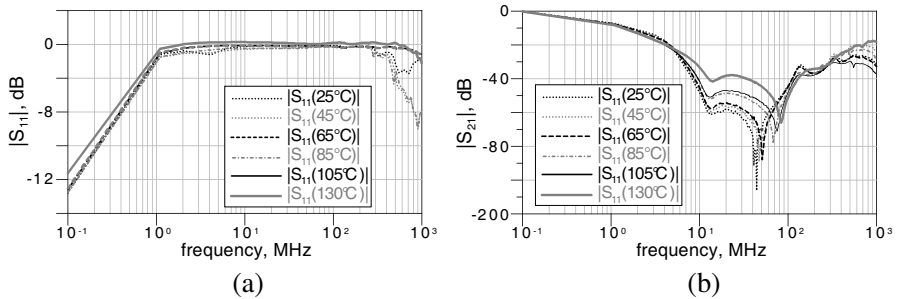 |S₁₁|, dB
0
-4
-8
-12
|S₁₁(25°C)|
|S₁₁(45°C)|
|S₁₁(65°C)|
|S₁₁(85°C)|
|S₁₁(105°C)|
|S₁₁(130°C)|
10⁻¹ 10⁰ 10¹ 10² 10³
frequency, MHz
(a)
|S₂₁|, dB
0
-40
-60
-80
-200
|S₁₁(25°C)|
|S₁₁(45°C)|
|S₁₁(65°C)|
|S₁₁(85°C)|
|S₁₁(105°C)|
|S₁₁(130°C)|
10⁻¹ 10⁰ 10¹ 10² 10³
frequency, MHz
(b)